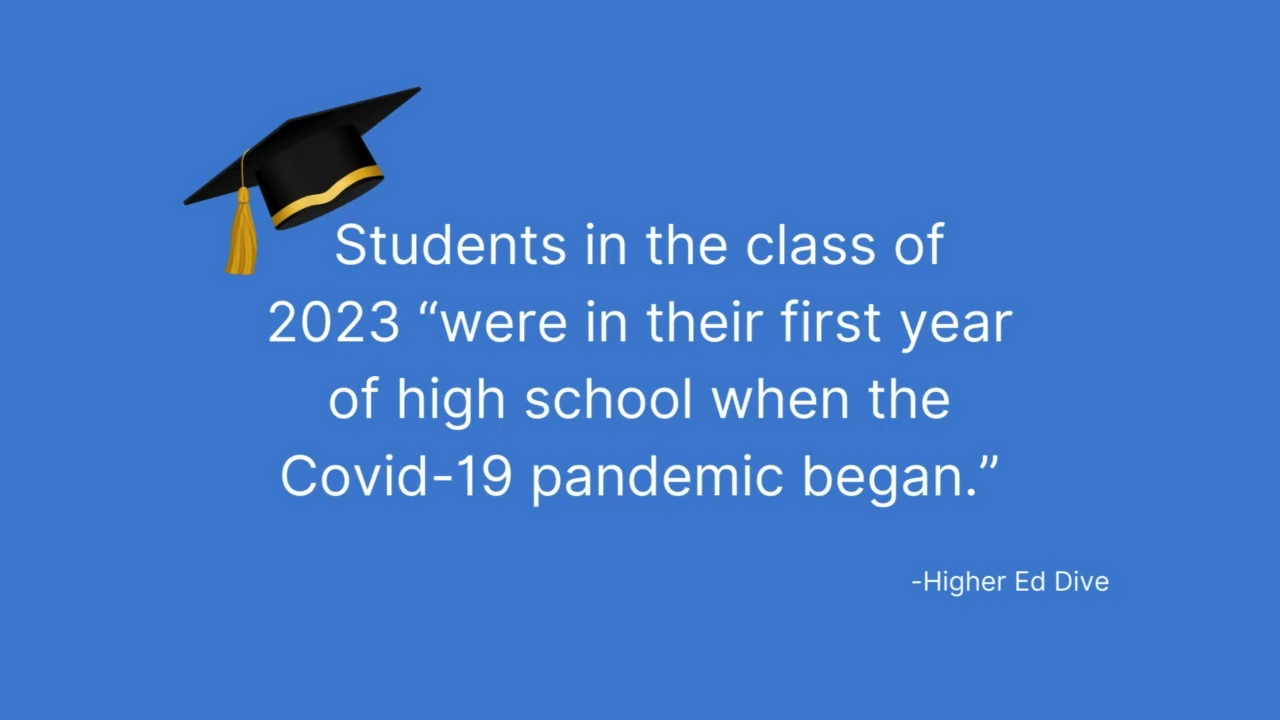 Students in the class of
2023 “were in their first year
of high school when the
Covid-19 pandemic began.”
-Higher Ed Dive